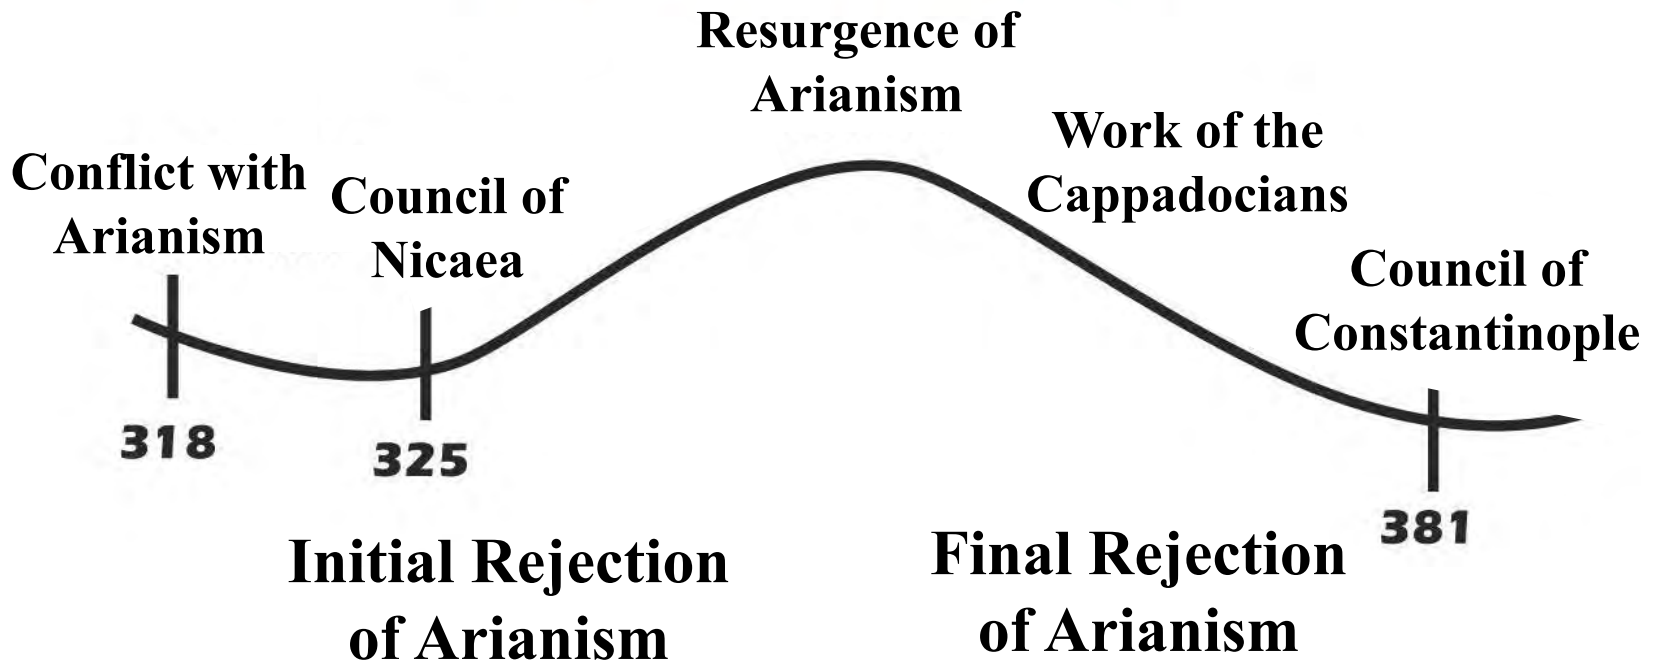 Resurgence of
Arianism
Work of the
Cappadocians
Conflict with
Arianism
Council of
Nicaea
Council of
Constantinople
318
325
381
Initial Rejection
of Arianism
Final Rejection
of Arianism